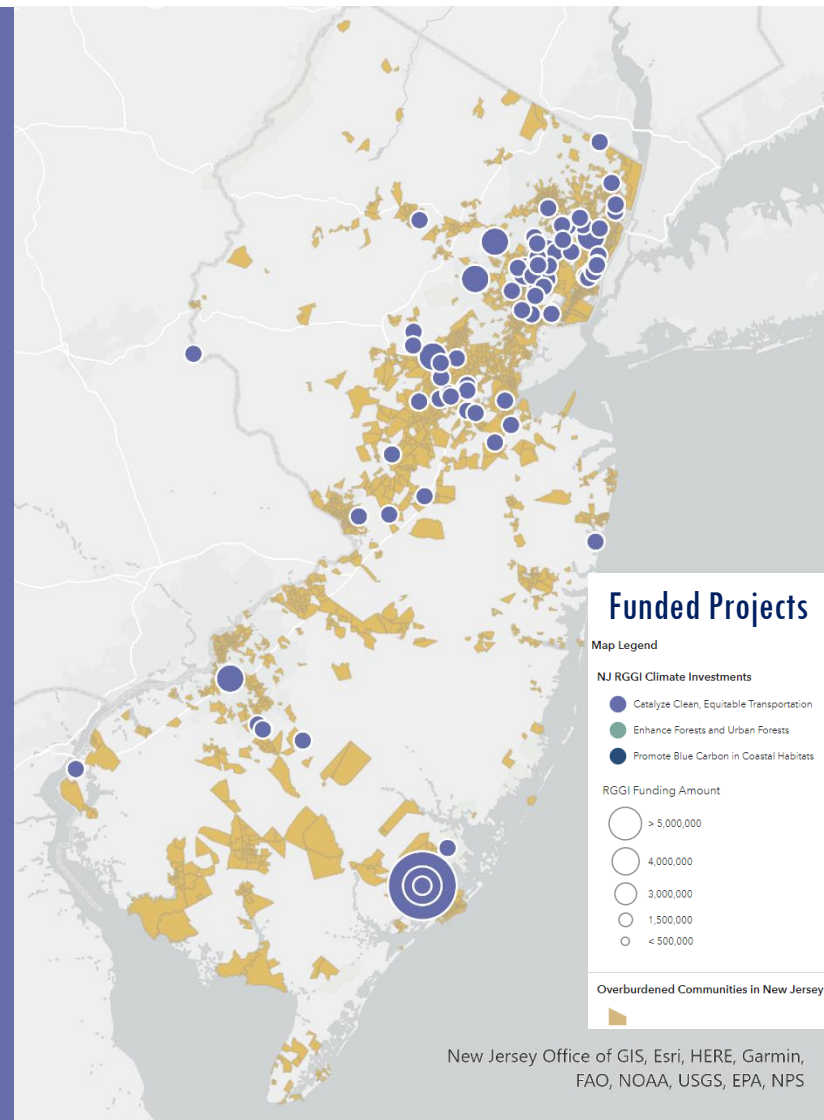 Funded Projects
Map Legend
NJ RGGI Climate Investments
Catalyze Clean, Equitable Transportation
Enhance Forests and Urban Forests
Promote Blue Carbon in Coastal Habitats
RGGI Funding Amount
> 5,000,000
4,000,000
3,000,000
1,500,000
< 500,000
Overburdened Communities in New Jersey
New Jersey Office of GIS, Esri, HERE, Garmin,
FAO, NOAA, USGS, EPA, NPS